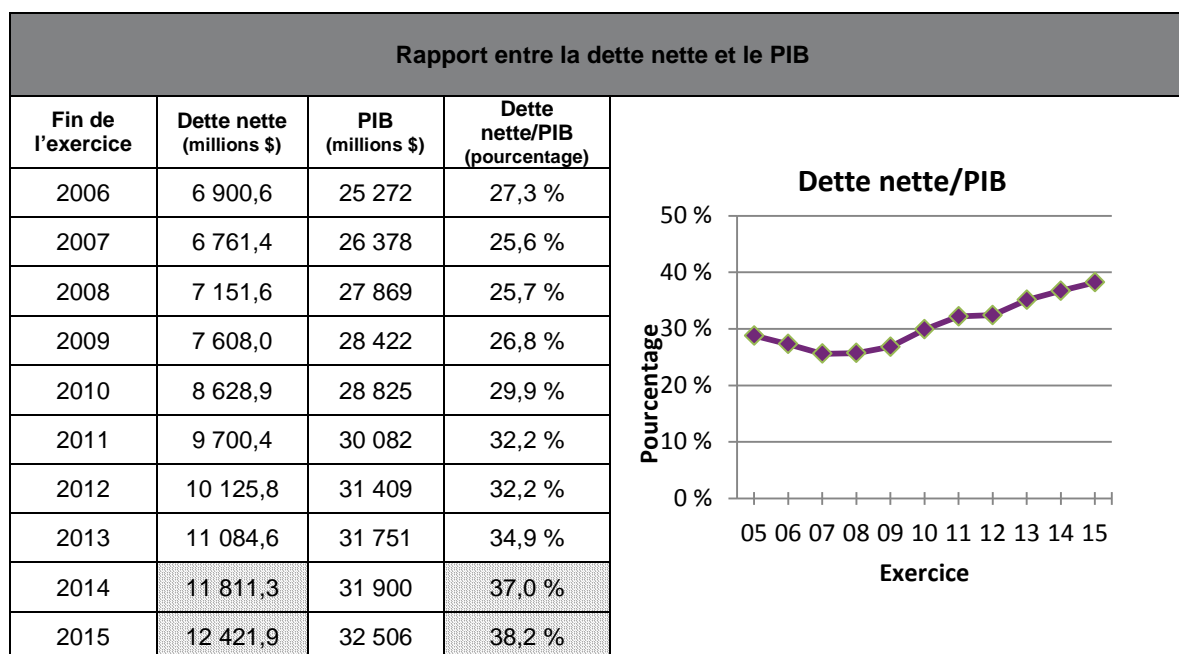 Rapport entre la dette nette et le PIB
Fin de l’exercice | Dette nette (millions $) | PIB (millions $) | Dette nette/PIB (pourcentage)
2006 | 6 900,6 | 25 272 | 27,3 %
2007 | 6 761,4 | 26 378 | 25,6 %
2008 | 7 151,6 | 27 869 | 25,7 %
2009 | 7 608,0 | 28 422 | 26,8 %
2010 | 8 628,9 | 28 825 | 29,9 %
2011 | 9 700,4 | 30 082 | 32,2 %
2012 | 10 125,8 | 31 409 | 32,2 %
2013 | 11 084,6 | 31 751 | 34,9 %
2014 | 11 811,3 | 31 900 | 37,0 %
2015 | 12 421,9 | 32 506 | 38,2 %
Dette nette/PIB
Pourcentage
50 %
40 %
30 %
20 %
10 %
0 %
05 06 07 08 09 10 11 12 13 14 15
Exercice